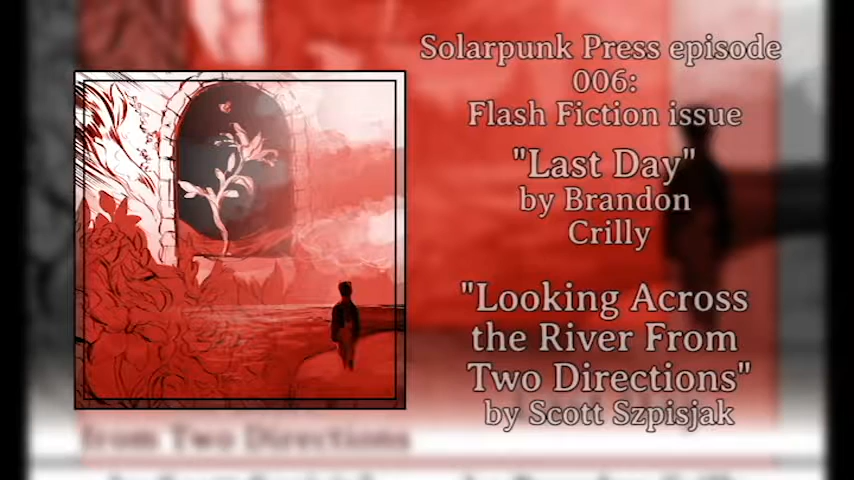 Solarpunk Press episode
006:
Flash Fiction issue
"Last Day"
by Brandon
Crilly
"Looking Across
the River From
Two Directions"
by Scott Szpisjak
from Two Directions